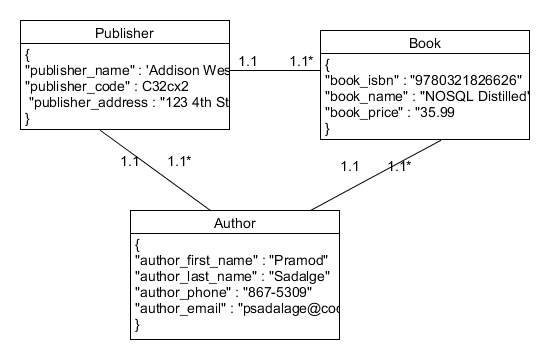 Publisher
{
"publisher_name" : 'Addison Wes
"publisher_code" : C32cx2
"publisher_address : "123 4th St
}
1.1 1.1*
Book
{
"book_isbn" : "9780321826626"
"book_name" : "NOSQL Distilled"
"book_price" : "35.99
}
1.1 1.1*
1.1 1.1*
Author
{
"author_first_name" : "Pramod"
"author_last_name" : "Sadalge"
"author_phone" : "867-5309"
"author_email" : "psadalage@coo
}